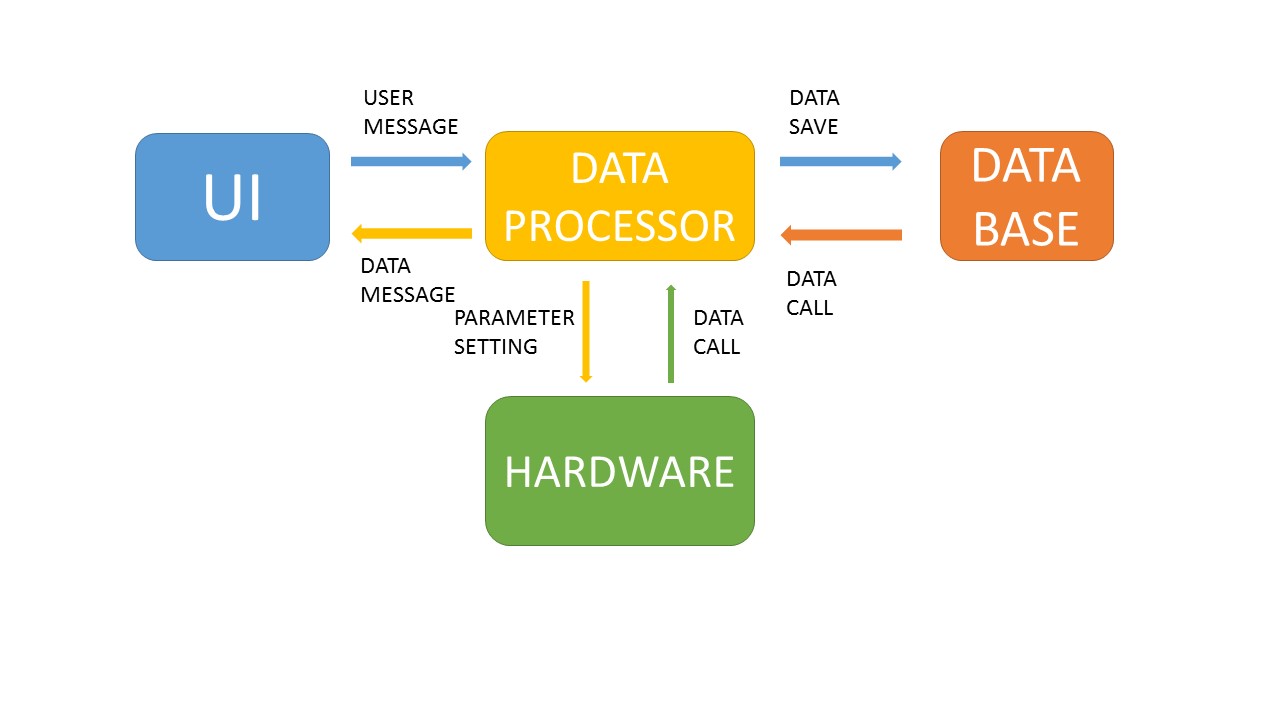 USER
MESSAGE
DATA
SAVE
UI
DATA
PROCESSOR
DATA
BASE
DATA
MESSAGE
DATA
CALL
PARAMETER
SETTING
DATA
CALL
HARDWARE